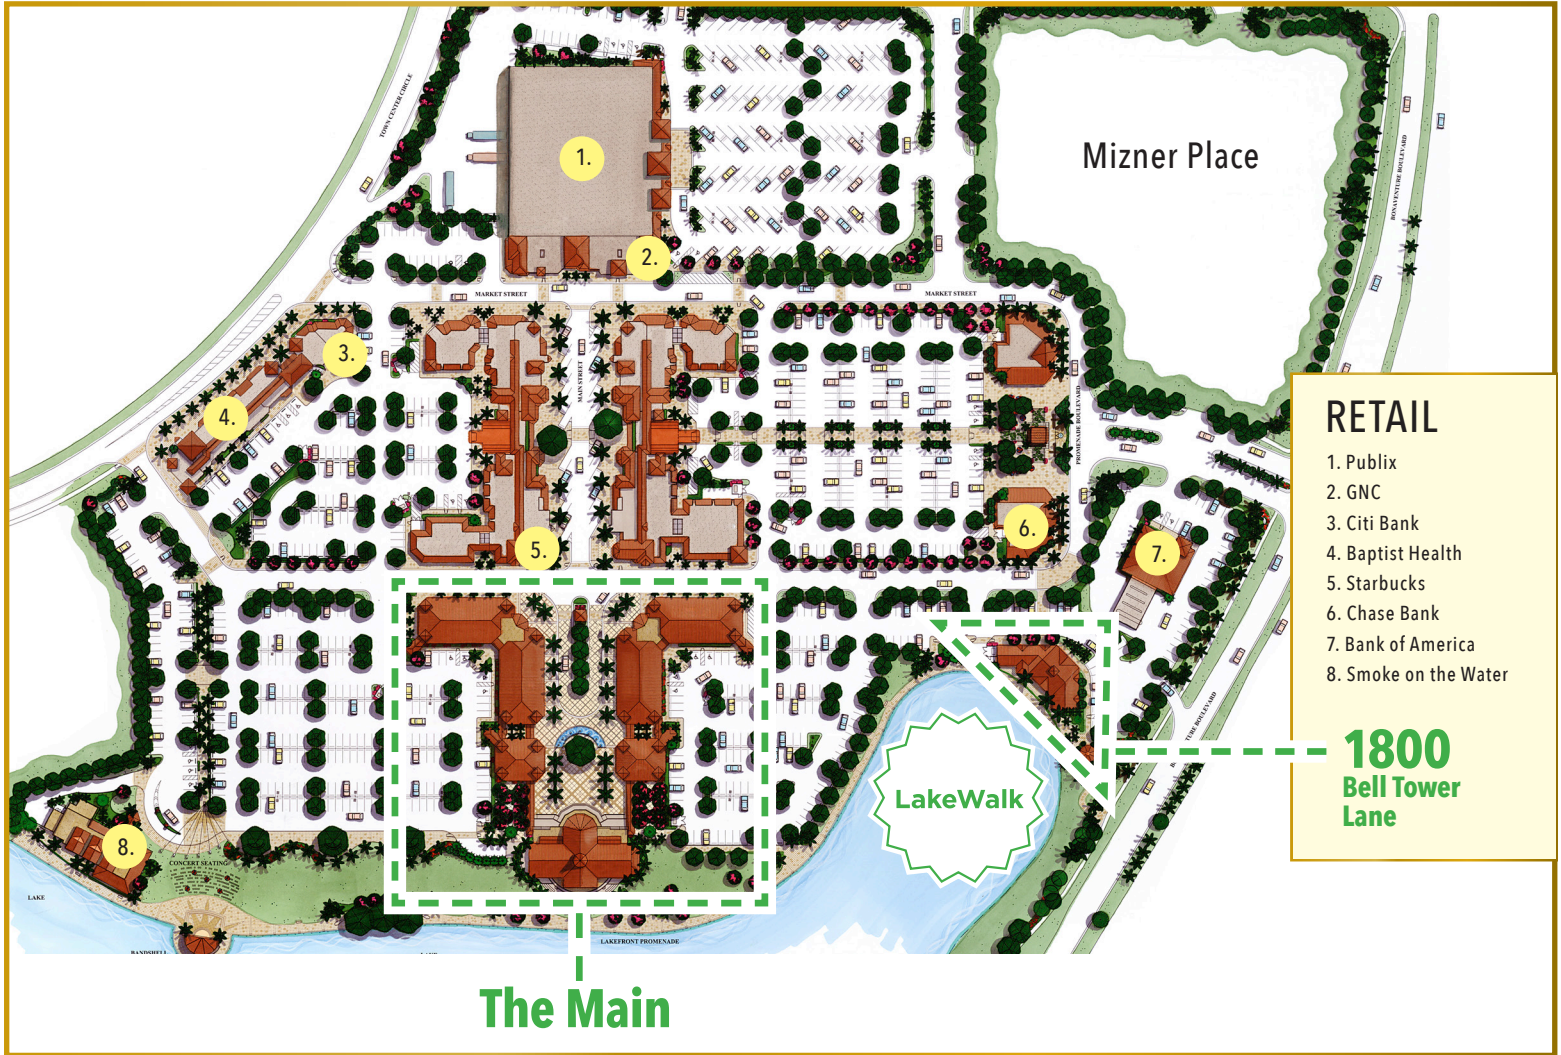 TOWN CENTER CIRCLE
1.
Mizner Place
BONAVENTURE BOULEVARD
2.
MARKET STREET
MARKET STREET
3.
MAIN STREET
PROMENADE BOULEVARD
4.
5.
6.
7.
RETAIL
1. Publix
2. GNC
3. Citi Bank
4. Baptist Health
5. Starbucks
6. Chase Bank
7. Bank of America
8. Smoke on the Water
1800
Bell Tower
Lane
LakeWalk
8.
CONCERT SEATING
LAKE
BANDSHELL
LAKEFRONT PROMENADE
The Main